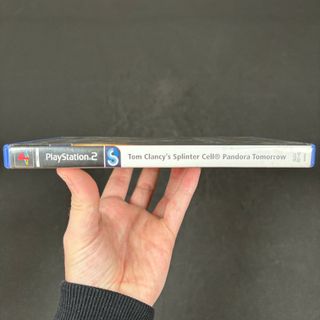 PlayStation.2
Tom Clancy's Splinter Cell® Pandora Tomorrow